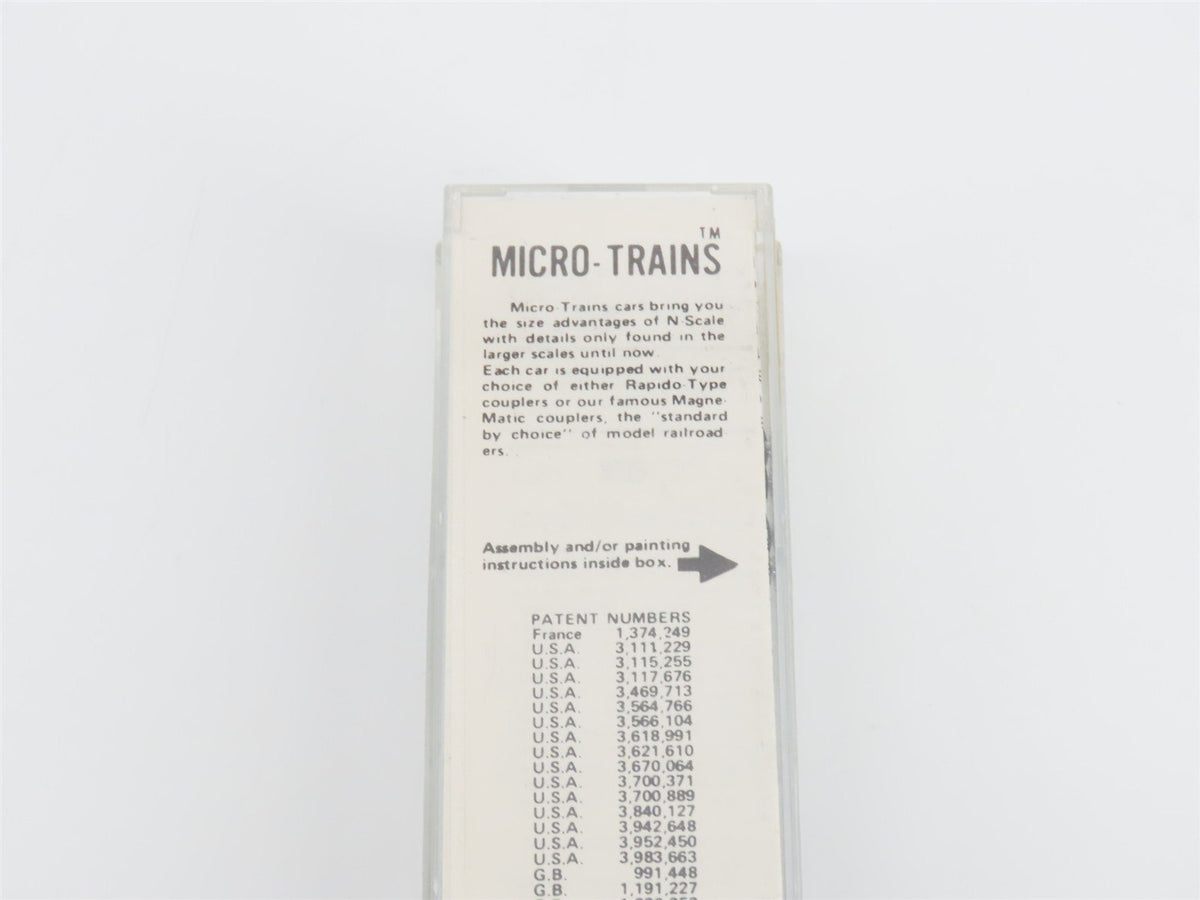 TM
MICRO-TRAINS
Micro-Trains cars bring you
the size advantages of N-Scale
with details only found in the
larger scales until now.
Each car is equipped with your
choice of either Rapido-Type
couplers or our famous Magne-
Matic couplers, the "standard
by choice" of model railroad
ers.
Assembly and/or painting
instructions inside box.
PATENT NUMBERS
France 1,374,249
U.S.A. 3,111,229
U.S.A. 3,115,255
U.S.A. 3,117,676
U.S.A. 3,469,713
U.S.A. 3,564,766
U.S.A. 3,566,104
U.S.A. 3,618,991
U.S.A. 3,621,610
U.S.A. 3,670,064
U.S.A. 3,700,371
U.S.A. 3,700,889
U.S.A. 3,840,127
U.S.A. 3,942,648
U.S.A. 3,952,450
U.S.A. 3,983,663
G.B. 991,448
G.B. 1,191,227